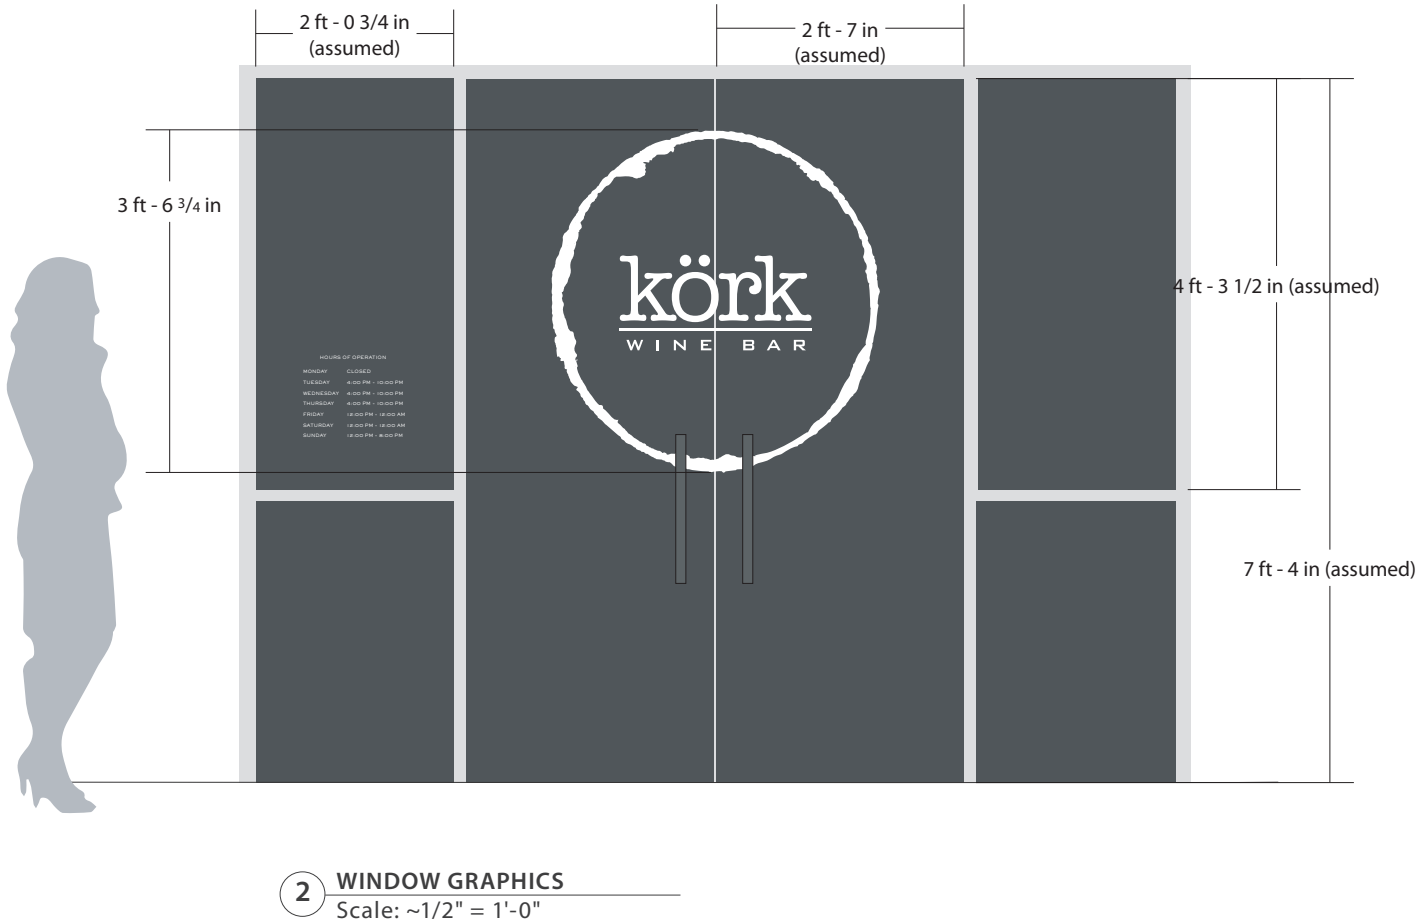 2 ft - 0 3/4 in
(assumed)
2 ft - 7 in
(assumed)
3 ft - 6 3/4 in
körk
WINE BAR
4 ft - 3 1/2 in (assumed)
HOURS OF OPERATION
MONDAY CLOSED
TUESDAY 4:00 PM - 10:00 PM
WEDNESDAY 4:00 PM - 10:00 PM
THURSDAY 4:00 PM - 10:00 PM
FRIDAY 12:00 PM - 12:00 AM
SATURDAY 12:00 PM - 12:00 AM
SUNDAY 12:00 PM - 8:00 PM
7 ft - 4 in (assumed)
2 WINDOW GRAPHICS
Scale: ~1/2" = 1'-0"